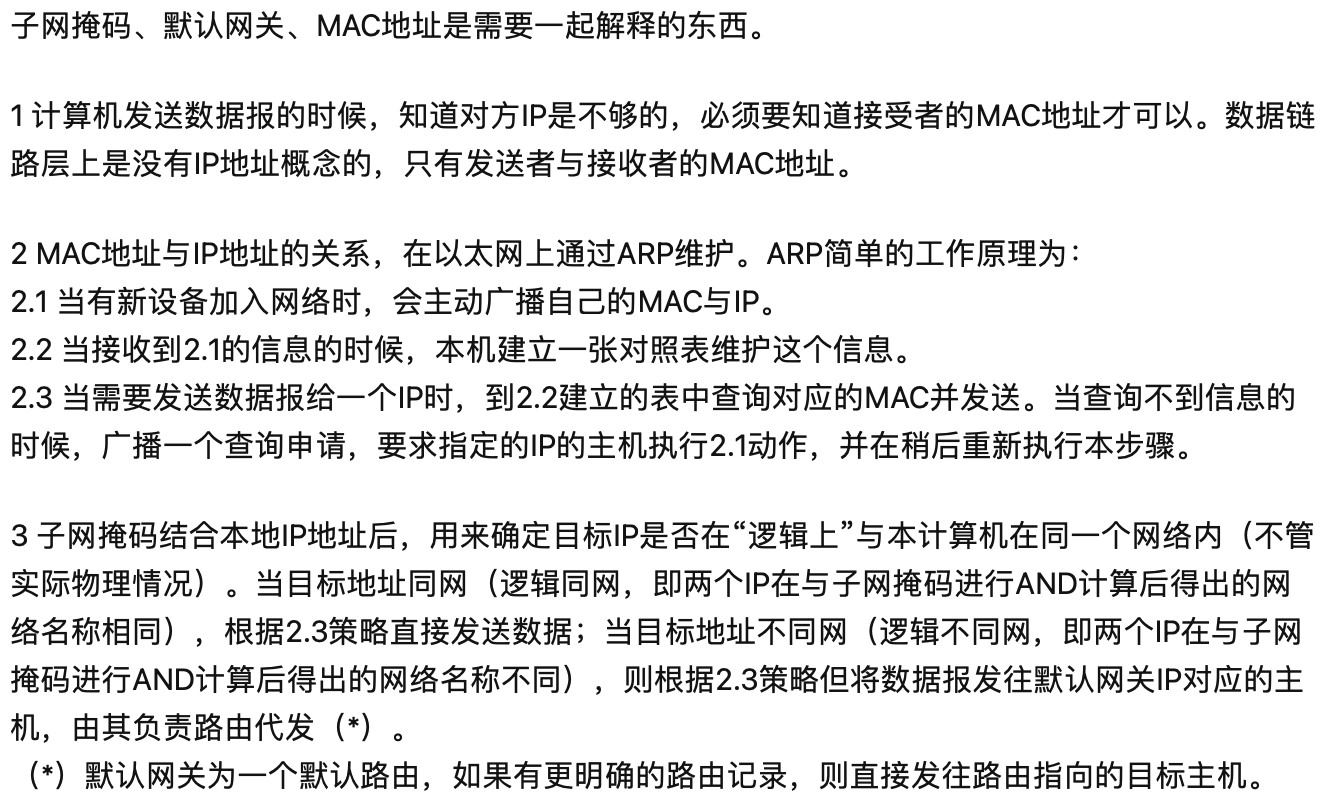 子网掩码、默认网关、MAC地址是需要一起解释的东西。
1 计算机发送数据报的时候，知道对方IP是不够的，必须要知道接受者的MAC地址才可以。数据链
路层上是没有IP地址概念的，只有发送者与接收者的MAC地址。
2 MAC地址与IP地址的关系，在以太网上通过ARP维护。ARP简单的工作原理为：
2.1 当有新设备加入网络时，会主动广播自己的MAC与IP。
2.2 当接收到2.1的信息的时候，本机建立一张对照表维护这个信息。
2.3 当需要发送数据报给一个IP时，到2.2建立的表中查询对应的MAC并发送。当查询不到信息的
时候，广播一个查询申请，要求指定的IP的主机执行2.1动作，并在稍后重新执行本步骤。
3 子网掩码结合本地IP地址后，用来确定目标IP是否在“逻辑上”与本计算机在同一个网络内（不管
实际物理情况）。当目标地址同网（逻辑同网，即两个IP在与子网掩码进行AND计算后得出的网
络名称相同），根据2.3策略直接发送数据；当目标地址不同网（逻辑不同网，即两个IP在与子网
掩码进行AND计算后得出的网络名称不同），则根据2.3策略但将数据报发往默认网关IP对应的主
机，由其负责路由代发（*）。
（*）默认网关为一个默认路由，如果有更明确的路由记录，则直接发往路由指向的目标主机。